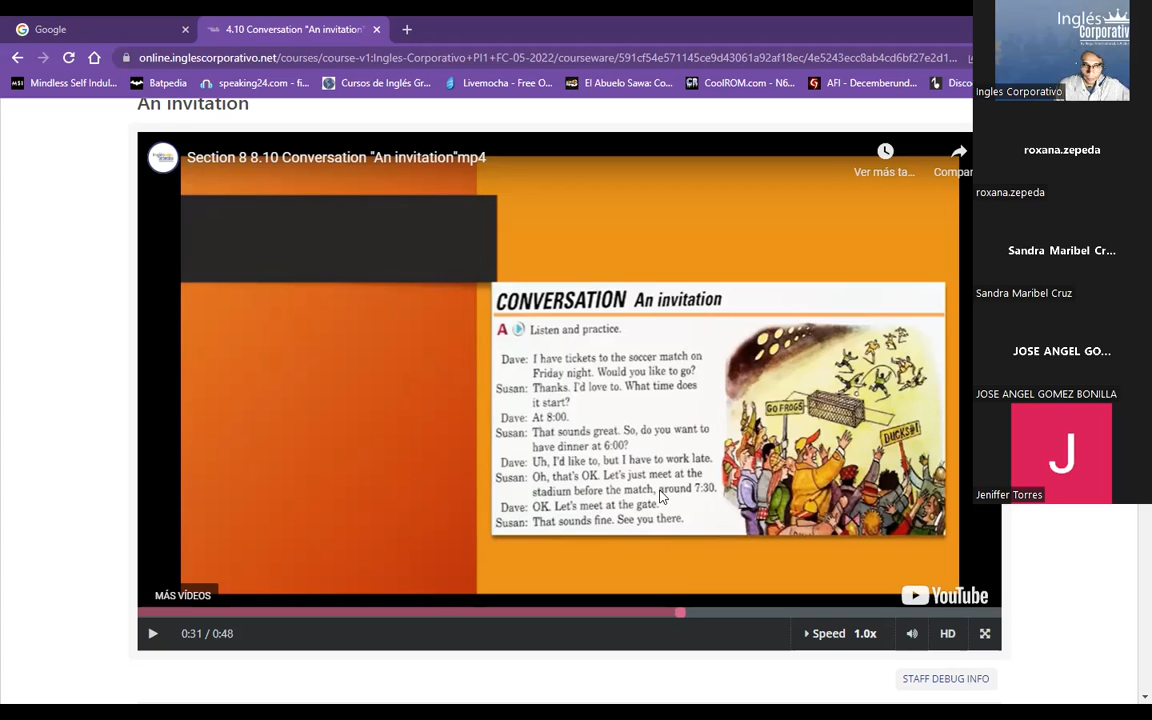 Google
4.10 Conversation "An invitation"
online.inglescorporativo.net/courses/course-v1:Ingles-Corporativo+PI1+FC-05-2022/courseware/591cf54e571145ce9d43061a92af18ec/4e5243ecc8ab4cd6bf27e2d1...
Mindless Self Indul...
Batpedia
speaking24.com - fi...
Cursos de Inglés Gr...
Livemocha - Free O...
El Abuelo Sawa: Co...
CoolROM.com - N6...
AFI - Decemberund...
Disco
An invitation
Section 8 8.10 Conversation "An invitation"mp4
Ver más ta...
Compar
CONVERSATION An invitation
A Listen and practice.
Dave: I have tickets to the soccer match on
Friday night. Would you like to go?
Susan: Thanks. I'd love to. What time does
it start?
Dave: At 8:00.
Susan: That sounds great. So, do you want to
have dinner at 6:00?
Dave: Uh, I'd like to, but I have to work late.
Susan: Oh, that's OK. Let's just meet at the
stadium before the match, around 7:30.
Dave: OK. Let's meet at the gate.
Susan: That sounds fine. See you there.
GO FROGS
DUCKS #1
MÁS VÍDEOS
YouTube
0:31 / 0:48
Speed 1.0x
HD
STAFF DEBUG INFO
Inglés
Corporativo
Ingles Corporativo
roxana.zepeda
roxana.zepeda
Sandra Maribel Cr...
Sandra Maribel Cruz
JOSE ANGEL GO...
JOSE ANGEL GOMEZ BONILLA
J
Jeniffer Torres